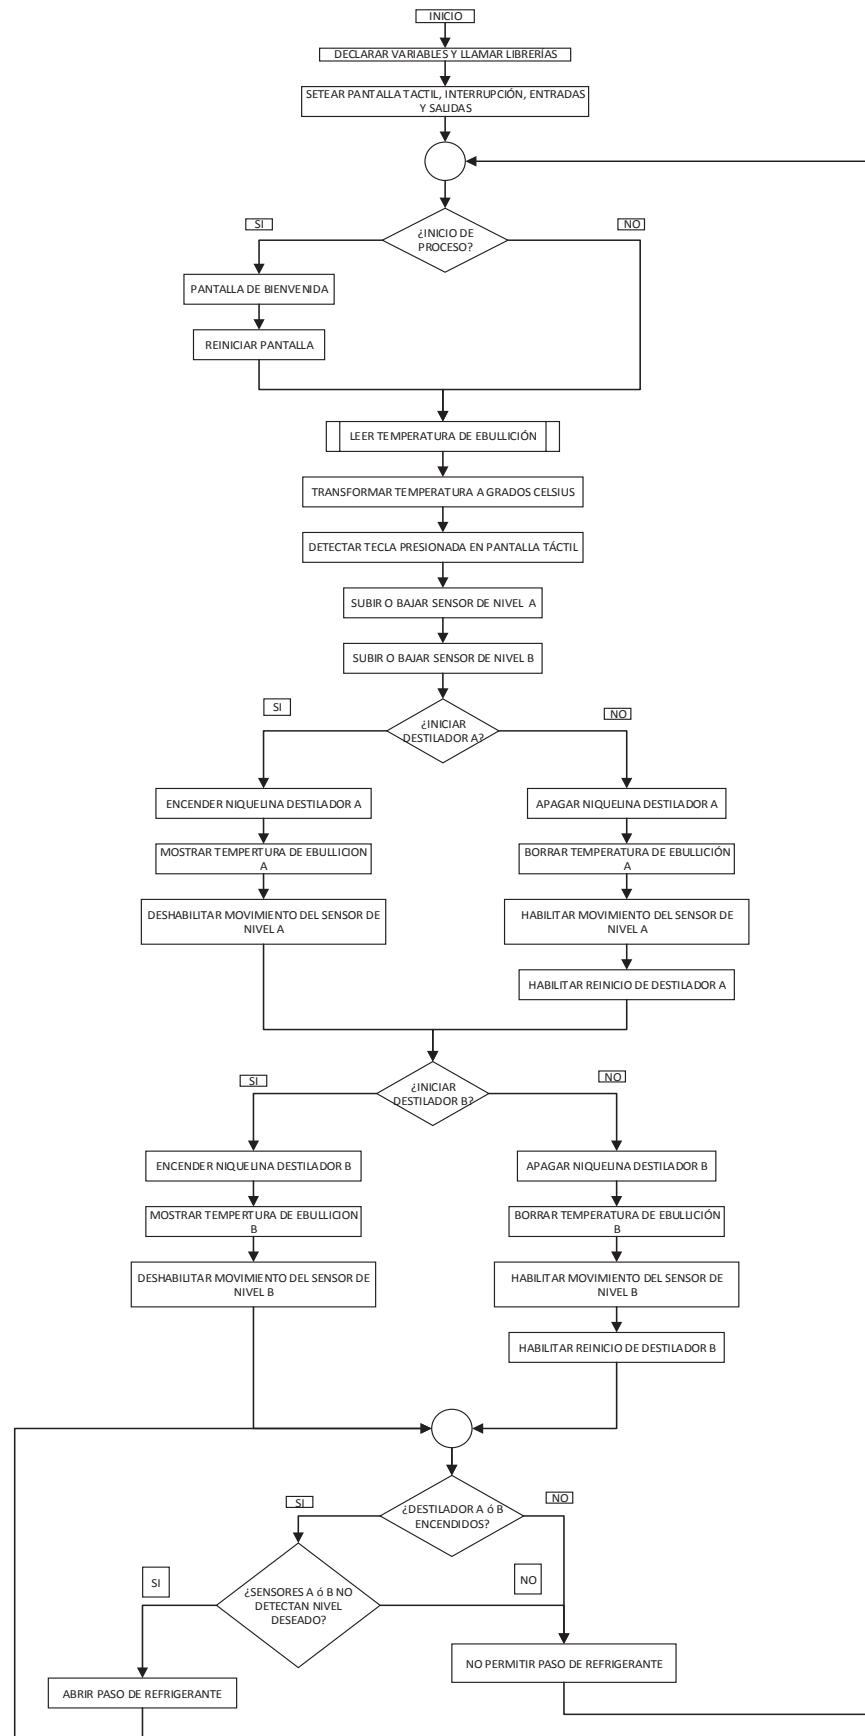 INICIO
DECLARAR VARIABLES Y LLAMAR LIBRERÍAS
SETEAR PANTALLA TACTIL, INTERRUPCIÓN, ENTRADAS
Y SALIDAS
SI
NO
¿INICIO DE
PROCESO?
PANTALLA DE BIENVENIDA
REINICIAR PANTALLA
LEER TEMPERATURA DE EBULLICIÓN
TRANSFORMAR TEMPERATURA A GRADOS CELSIUS
DETECTAR TECLA PRESIONADA EN PANTALLA TÁCTIL
SUBIR O BAJAR SENSOR DE NIVEL A
SUBIR O BAJAR SENSOR DE NIVEL B
SI
NO
¿INICIAR
DESTILADOR A?
ENCENDER NIQUELINA DESTILADOR A
APAGAR NIQUELINA DESTILADOR A
MOSTRAR TEMPERTURA DE EBULLICION
A
BORRAR TEMPERATURA DE EBULLICIÓN
A
DESHABILITAR MOVIMIENTO DEL SENSOR DE
NIVEL A
HABILITAR MOVIMIENTO DEL SENSOR DE
NIVEL A
HABILITAR REINICIO DE DESTILADOR A
SI
NO
¿INICIAR
DESTILADOR B?
ENCENDER NIQUELINA DESTILADOR B
APAGAR NIQUELINA DESTILADOR B
MOSTRAR TEMPERTURA DE EBULLICION
B
BORRAR TEMPERATURA DE EBULLICIÓN
B
DESHABILITAR MOVIMIENTO DEL SENSOR DE
NIVEL B
HABILITAR MOVIMIENTO DEL SENSOR DE
NIVEL B
HABILITAR REINICIO DE DESTILADOR B
SI
NO
¿DESTILADOR A ó B
ENCENDIDOS?
SI
NO
¿SENSORES A ó B NO
DETECTAN NIVEL
DESEADO?
NO PERMITIR PASO DE REFRIGERANTE
ABRIR PASO DE REFRIGERANTE